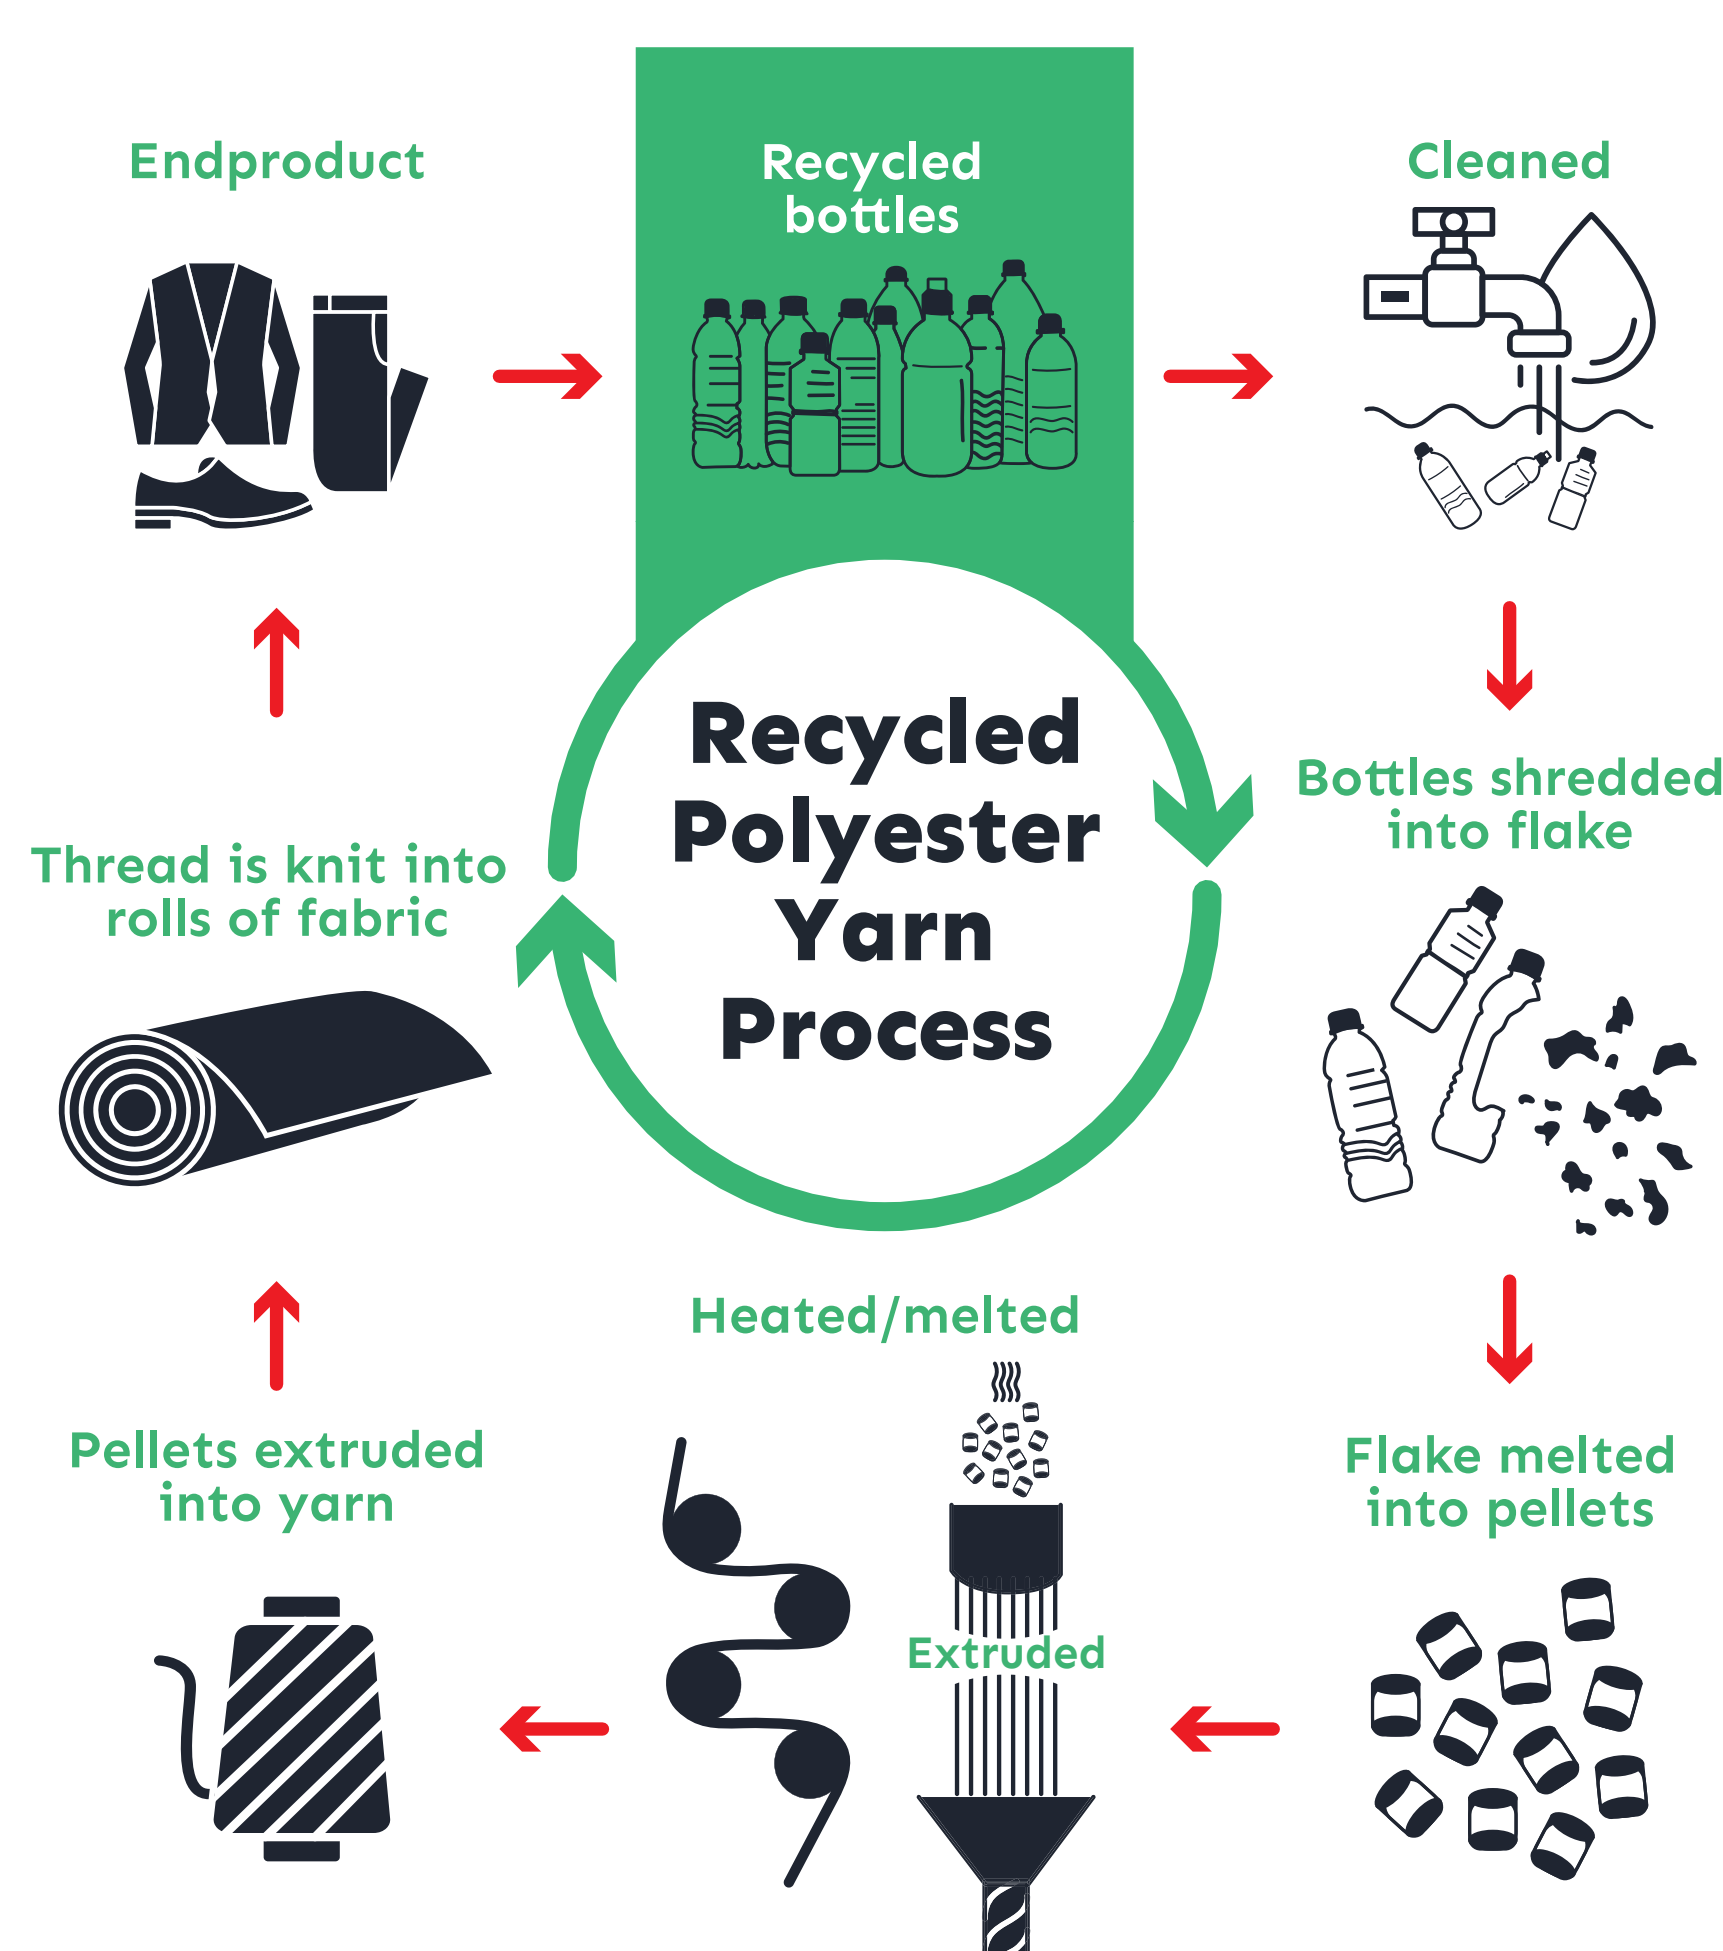 Endproduct
Recycled
bottles
Cleaned
Recycled
Polyester
Yarn
Process
Bottles shredded
into flake
Thread is knit into
rolls of fabric
Heated/melted
Pellets extruded
into yarn
Flake melted
into pellets
Extruded